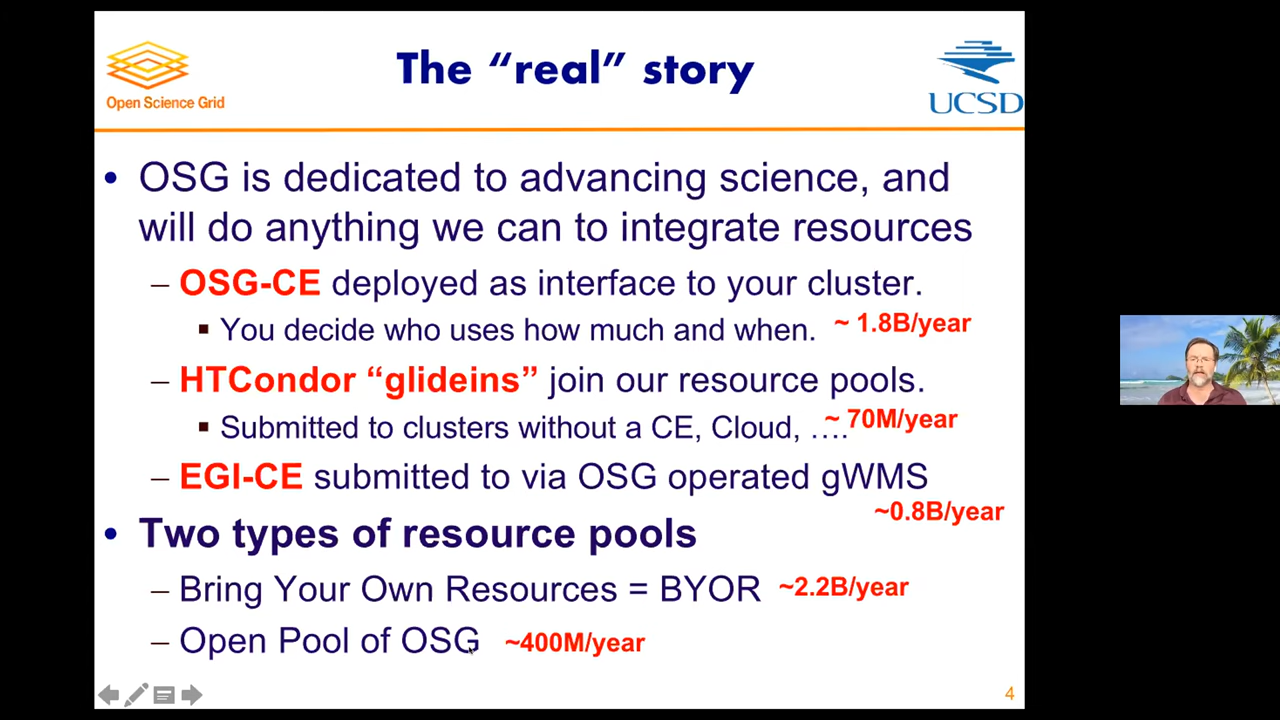 The “real” story
Open Science Grid
UCSD
• OSG is dedicated to advancing science, and
will do anything we can to integrate resources
– OSG-CE deployed as interface to your cluster.
▪ You decide who uses how much and when.
~ 1.8B/year
– HTCondor “glideins” join our resource pools.
▪ Submitted to clusters without a CE, Cloud, ….
~ 70M/year
– EGI-CE submitted to via OSG operated gWMS
~0.8B/year
• Two types of resource pools
– Bring Your Own Resources = BYOR ~2.2B/year
– Open Pool of OSG ~400M/year
4